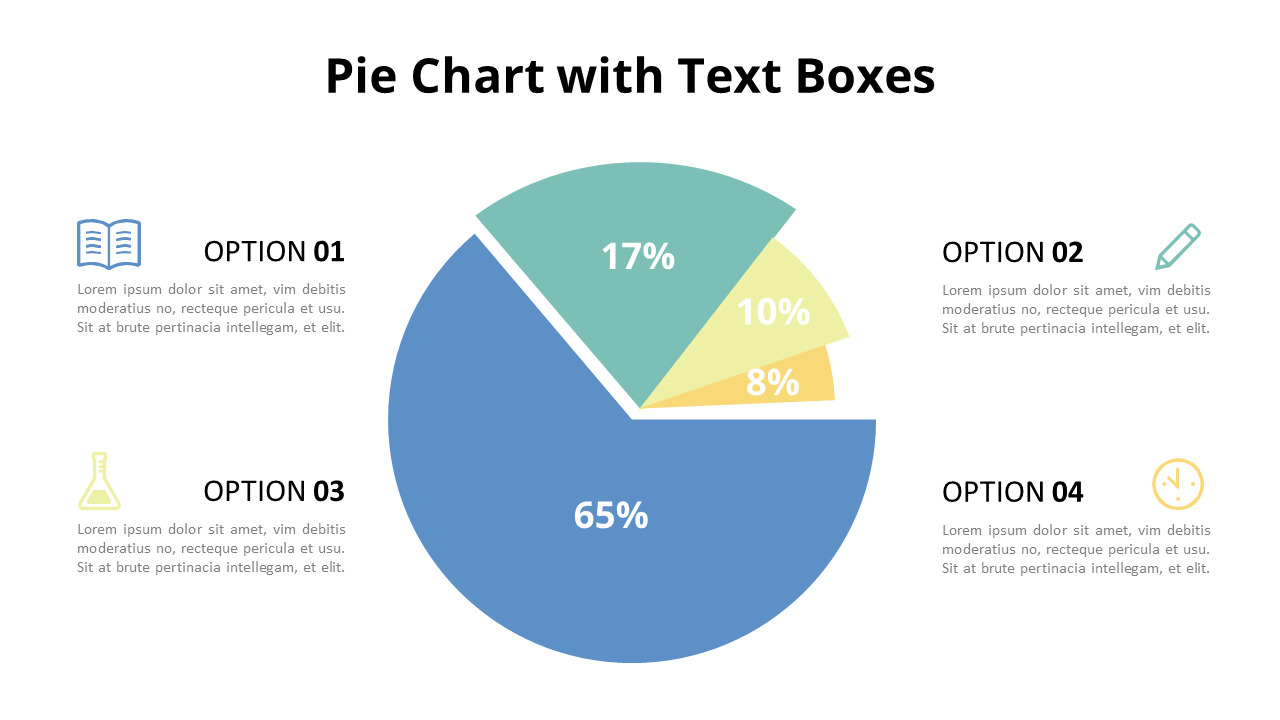 Pie Chart with Text Boxes
OPTION 01
Lorem ipsum dolor sit amet, vim debitis
moderatius no, recteque pericula et usu.
Sit at brute pertinacia intellegam, et elit.
OPTION 02
Lorem ipsum dolor sit amet, vim debitis
moderatius no, recteque pericula et usu.
Sit at brute pertinacia intellegam, et elit.
17%
10%
8%
65%
OPTION 03
Lorem ipsum dolor sit amet, vim debitis
moderatius no, recteque pericula et usu.
Sit at brute pertinacia intellegam, et elit.
OPTION 04
Lorem ipsum dolor sit amet, vim debitis
moderatius no, recteque pericula et usu.
Sit at brute pertinacia intellegam, et elit.